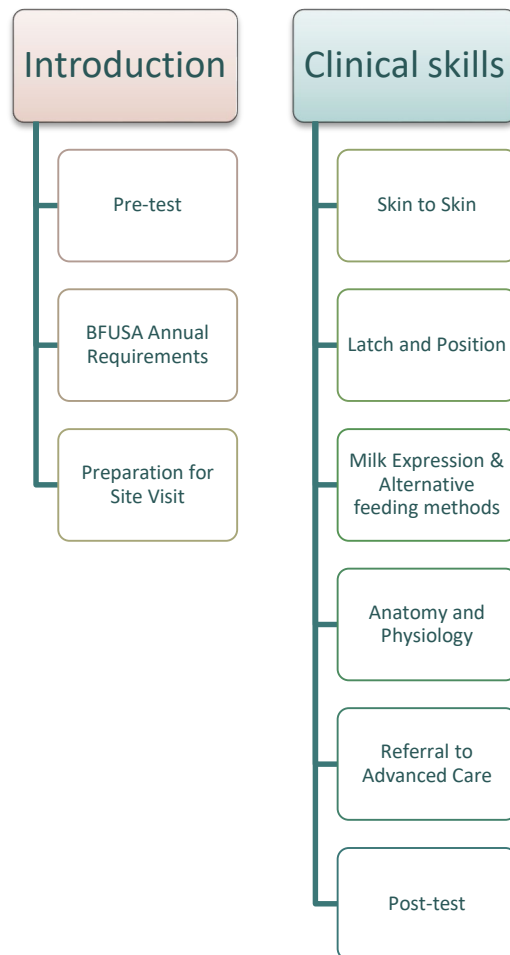 Introduction
Pre-test
BFUSA Annual
Requirements
Preparation for
Site Visit
Clinical skills
Skin to Skin
Latch and Position
Milk Expression &
Alternative
feeding methods
Anatomy and
Physiology
Referral to
Advanced Care
Post-test